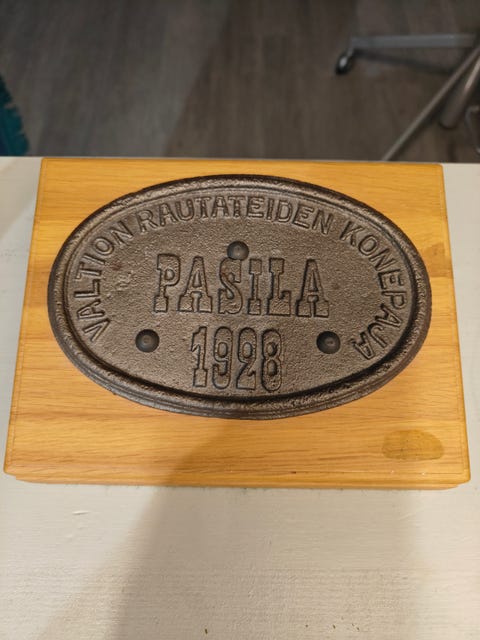 VALTION RAUTATEIDEN KONEPAJA
PASILA
1928